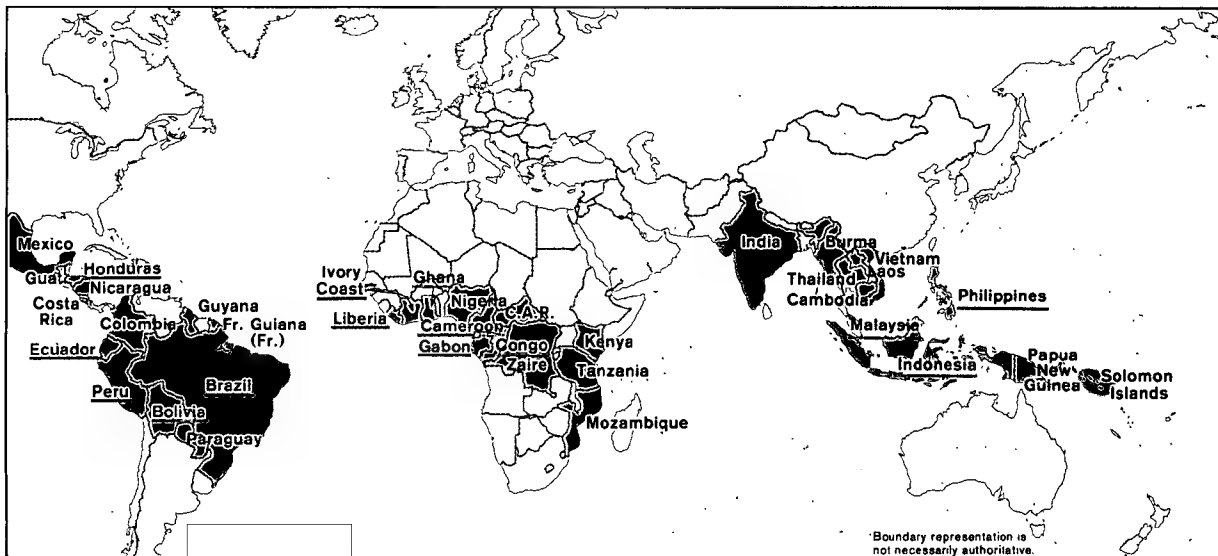 Mexico
Honduras
Guat
Nicaragua
Costa
Rica
Guyana
Colombia
Fr. Guiana
(Fr.)
Ecuador
Peru
Brazil
Bolivia
Paraguay
Ivory
Coast
Ghana
Nigeria
C.A.R.
Liberia
Cameroon
Gabon
Congo
Zaire
Kenya
Tanzania
Mozambique
India
Burma
Vietnam
Laos
Thailand
Cambodia
Philippines
Malaysia
Indonesia
Papua
New
Guinea
Solomon
Islands
Boundary representation is
not necessarily authoritative.